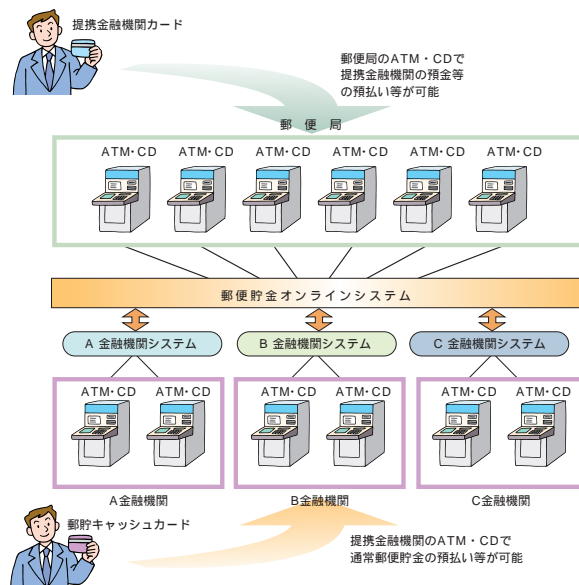 提携金融機関カード
郵便局のATM・CDで
提携金融機関の預金等
の預払い等が可能
郵便局
ATM・CD ATM・CD ATM・CD ATM・CD ATM・CD ATM・CD
郵便貯金オンラインシステム
A 金融機関システム B 金融機関システム C 金融機関システム
ATM・CD ATM・CD ATM・CD ATM・CD ATM・CD ATM・CD
A金融機関 B金融機関 C金融機関
郵貯キャッシュカード
提携金融機関のATM・CDで
通常郵便貯金の預払い等が可能